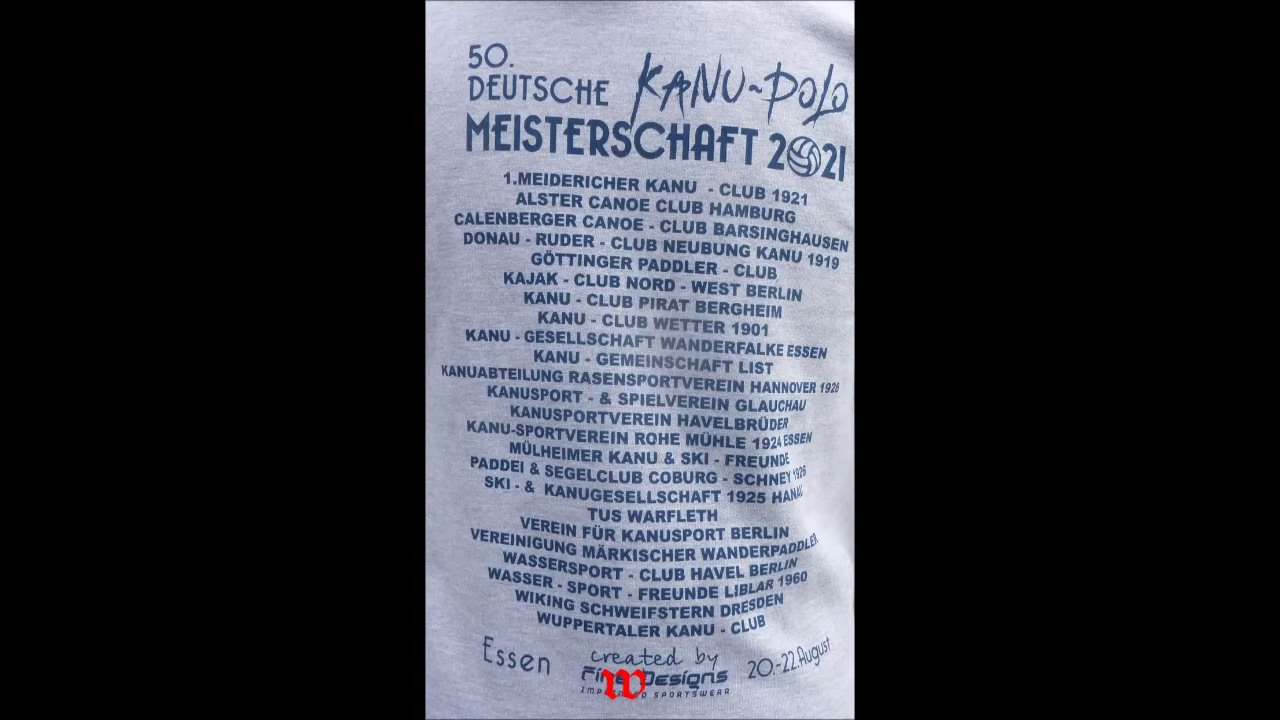 50.
DEUTSCHE KANU-POLO
MEISTERSCHAFT 2021
1.MEIDERICHER KANU - CLUB 1921
ALSTER CANOE CLUB HAMBURG
CALENBERGER CANOE - CLUB BARSINGHAUSEN
DONAU - RUDER - CLUB NEUBUNG KANU 1919
GÖTTINGER PADDLER - CLUB
KAJAK - CLUB NORD - WEST BERLIN
KANU - CLUB PIRAT BERGHEIM
KANU - CLUB WETTER 1901
KANU - GESELLSCHAFT WANDERFALKE ESSEN
KANU - GEMEINSCHAFT LIST
KANUABTEILUNG RASENSPORTVEREIN HANNOVER 1926
KANUSPORT - & SPIELVEREIN GLAUCHAU
KANUSPORTVEREIN HAVELBRÜDER
KANU-SPORTVEREIN ROHE MÜHLE 1924 ESSEN
MÜLHEIMER KANU & SKI - FREUNDE
PADDEI & SEGELCLUB COBURG - SCHNEY 1926
SKI - & KANUGESELLSCHAFT 1925 HANAU
TUS WARFLETH
VEREIN FÜR KANUSPORT BERLIN
VEREINIGUNG MÄRKISCHER WANDERPADDLER
WASSERSPORT - CLUB HAVEL BERLIN
WASSER - SPORT - FREUNDE LIBLAR 1960
WIKING SCHWEIFSTERN DRESDEN
WUPPERTALER KANU - CLUB
Essen created by 20.-22.August
Fine Designs
SPORTSWEAR